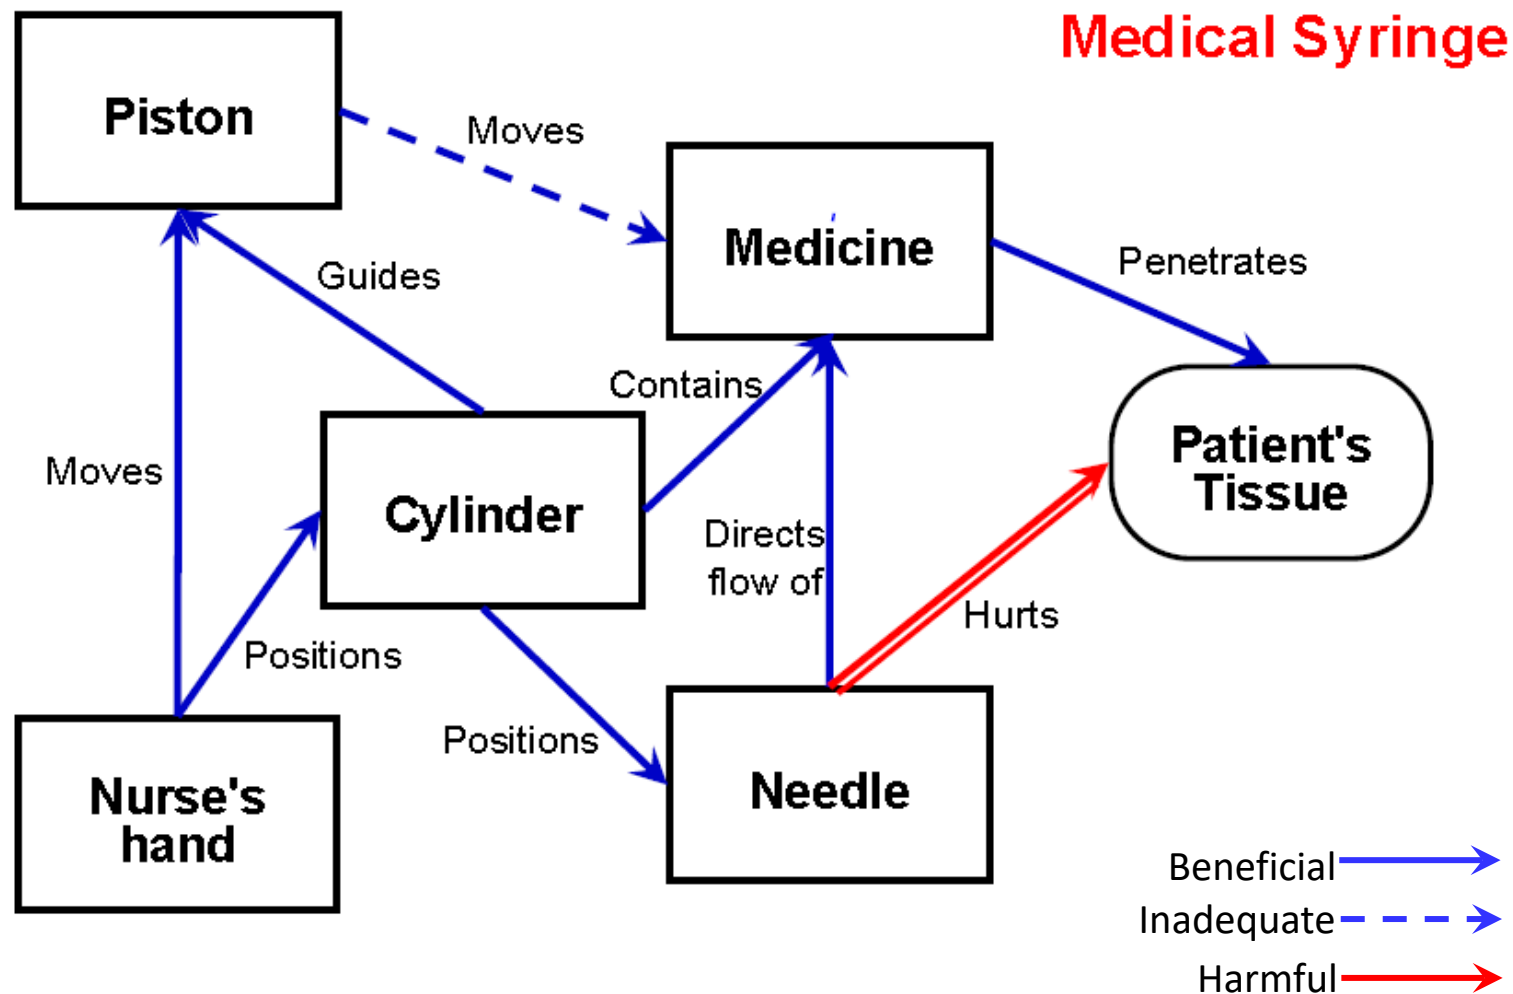 Medical Syringe
Piston
Moves
Medicine
Penetrates
Guides
Contains
Patient's
Tissue
Moves
Cylinder
Directs
flow of
Hurts
Positions
Positions
Needle
Nurse's
hand
Beneficial
Inadequate
Harmful